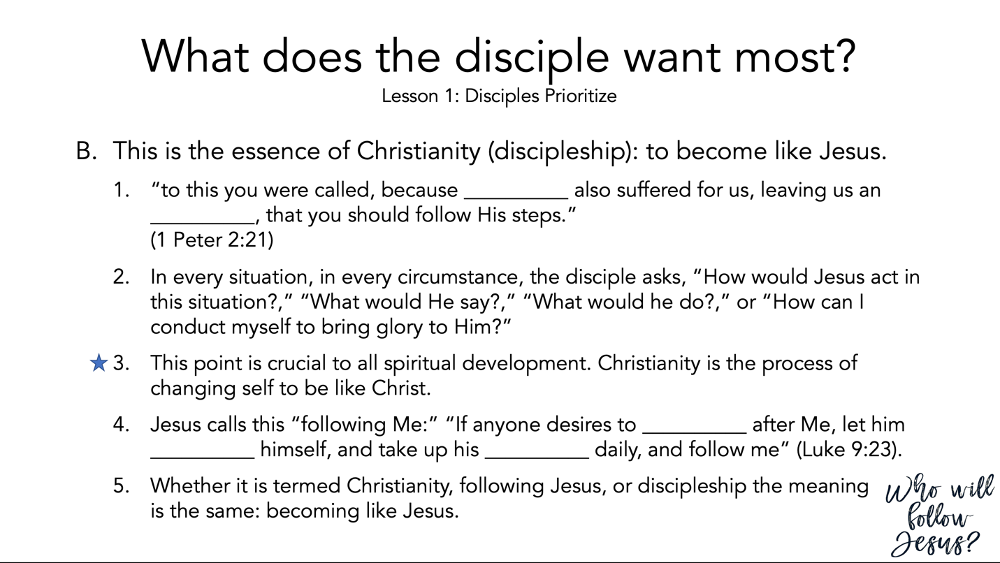 What does the disciple want most?
Lesson 1: Disciples Prioritize
B. This is the essence of Christianity (discipleship): to become like Jesus.
1. “to this you were called, because __________ also suffered for us, leaving us an
__________, that you should follow His steps.”
(1 Peter 2:21)
2. In every situation, in every circumstance, the disciple asks, “How would Jesus act in
this situation?,” “What would He say?,” “What would he do?,” or “How can I
conduct myself to bring glory to Him?”
★ 3. This point is crucial to all spiritual development. Christianity is the process of
changing self to be like Christ.
4. Jesus calls this “following Me:” “If anyone desires to __________ after Me, let him
__________ himself, and take up his __________ daily, and follow me” (Luke 9:23).
5. Whether it is termed Christianity, following Jesus, or discipleship the meaning
is the same: becoming like Jesus.
Who will
follow
Jesus?